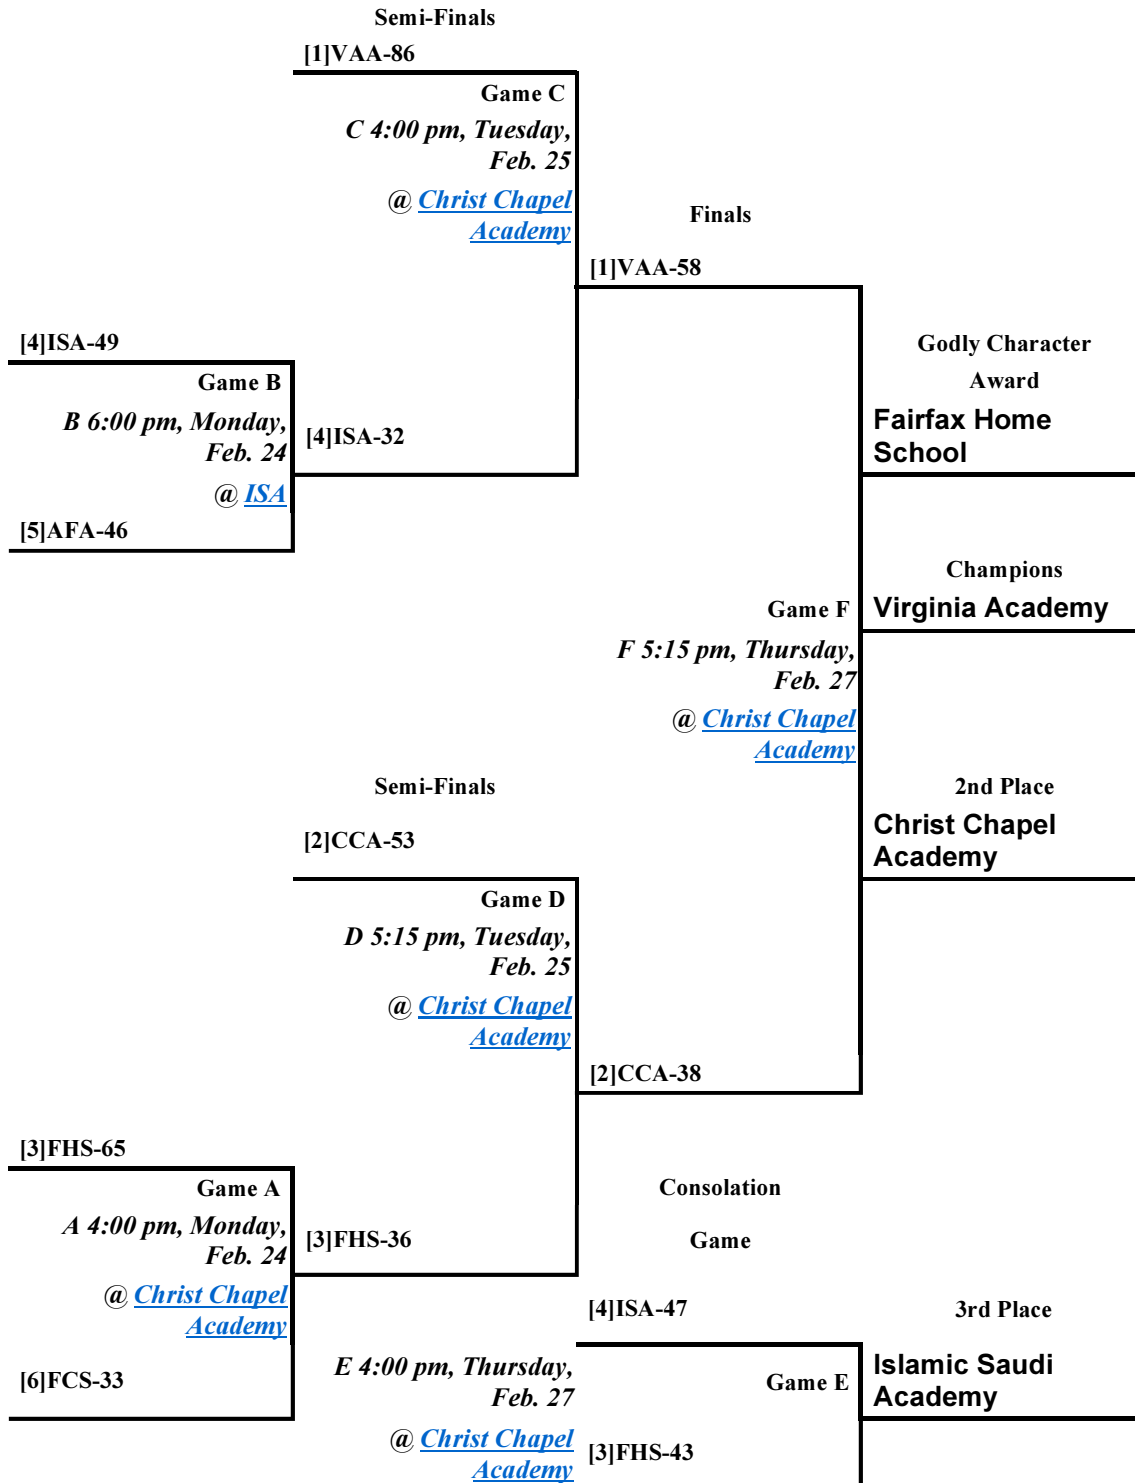 Semi-Finals
[1]VAA-86
Game C
C 4:00 pm, Tuesday,
Feb. 25
@ Christ Chapel
Academy
Finals
[1]VAA-58
[4]ISA-49
Game B
B 6:00 pm, Monday,
Feb. 24
@ ISA
[4]ISA-32
[5]AFA-46
Godly Character
Award
Fairfax Home
School
Champions
Virginia Academy
Game F
F 5:15 pm, Thursday,
Feb. 27
@ Christ Chapel
Academy
Semi-Finals
[2]CCA-53
2nd Place
Christ Chapel
Academy
Game D
D 5:15 pm, Tuesday,
Feb. 25
@ Christ Chapel
Academy
[2]CCA-38
[3]FHS-65
Game A
A 4:00 pm, Monday,
Feb. 24
@ Christ Chapel
Academy
[3]FHS-36
[6]FCS-33
Consolation
Game
[4]ISA-47
3rd Place
E 4:00 pm, Thursday,
Feb. 27
@ Christ Chapel
Academy
Game E
Islamic Saudi
Academy
[3]FHS-43